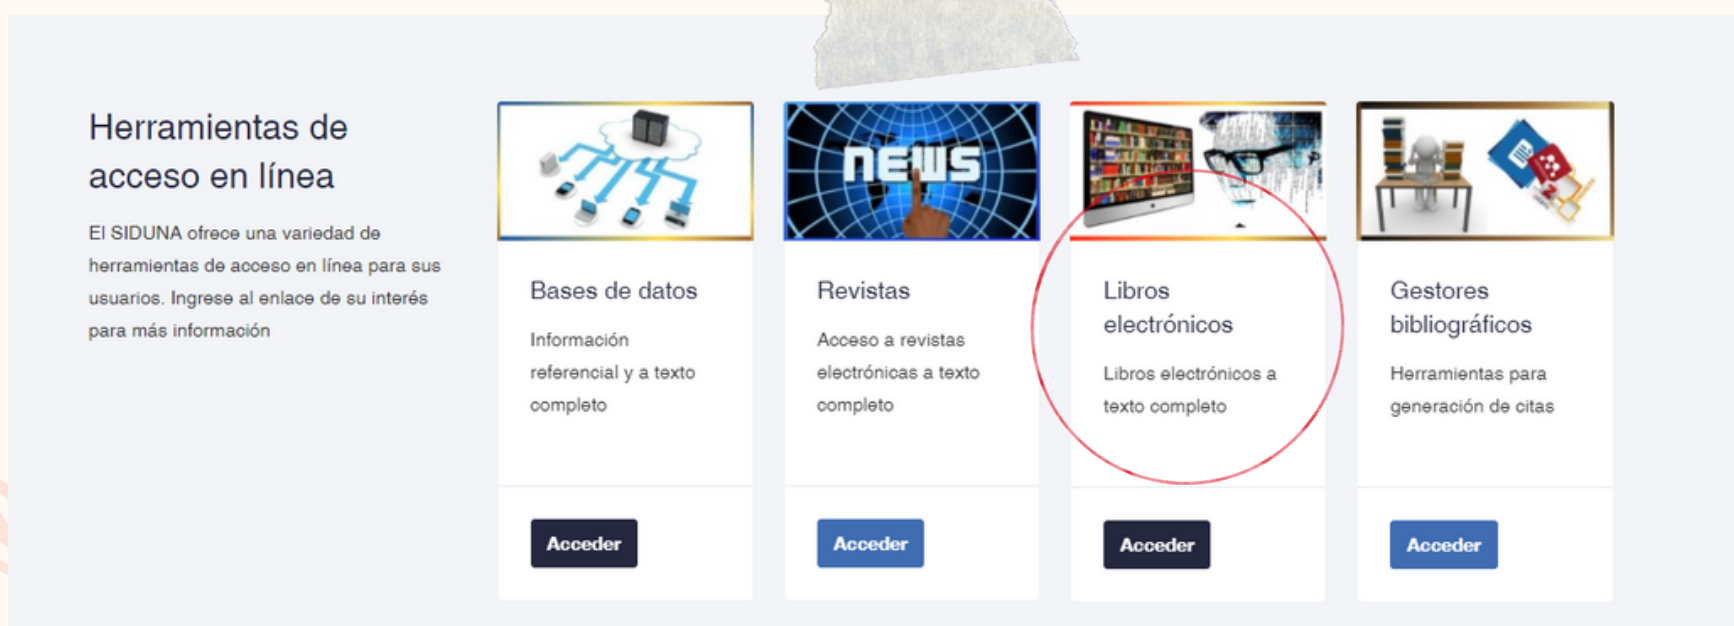 Herramientas de
acceso en línea
El SIDUNA ofrece una variedad de
herramientas de acceso en línea para sus
usuarios. Ingrese al enlace de su interés
para más información
Bases de datos
Información
referencial y a texto
completo
Acceder
NEWS
Revistas
Acceso a revistas
electrónicas a texto
completo
Acceder
Libros
electrónicos
Libros electrónicos a
texto completo
Acceder
Gestores
bibliográficos
Herramientas para
generación de citas
Acceder